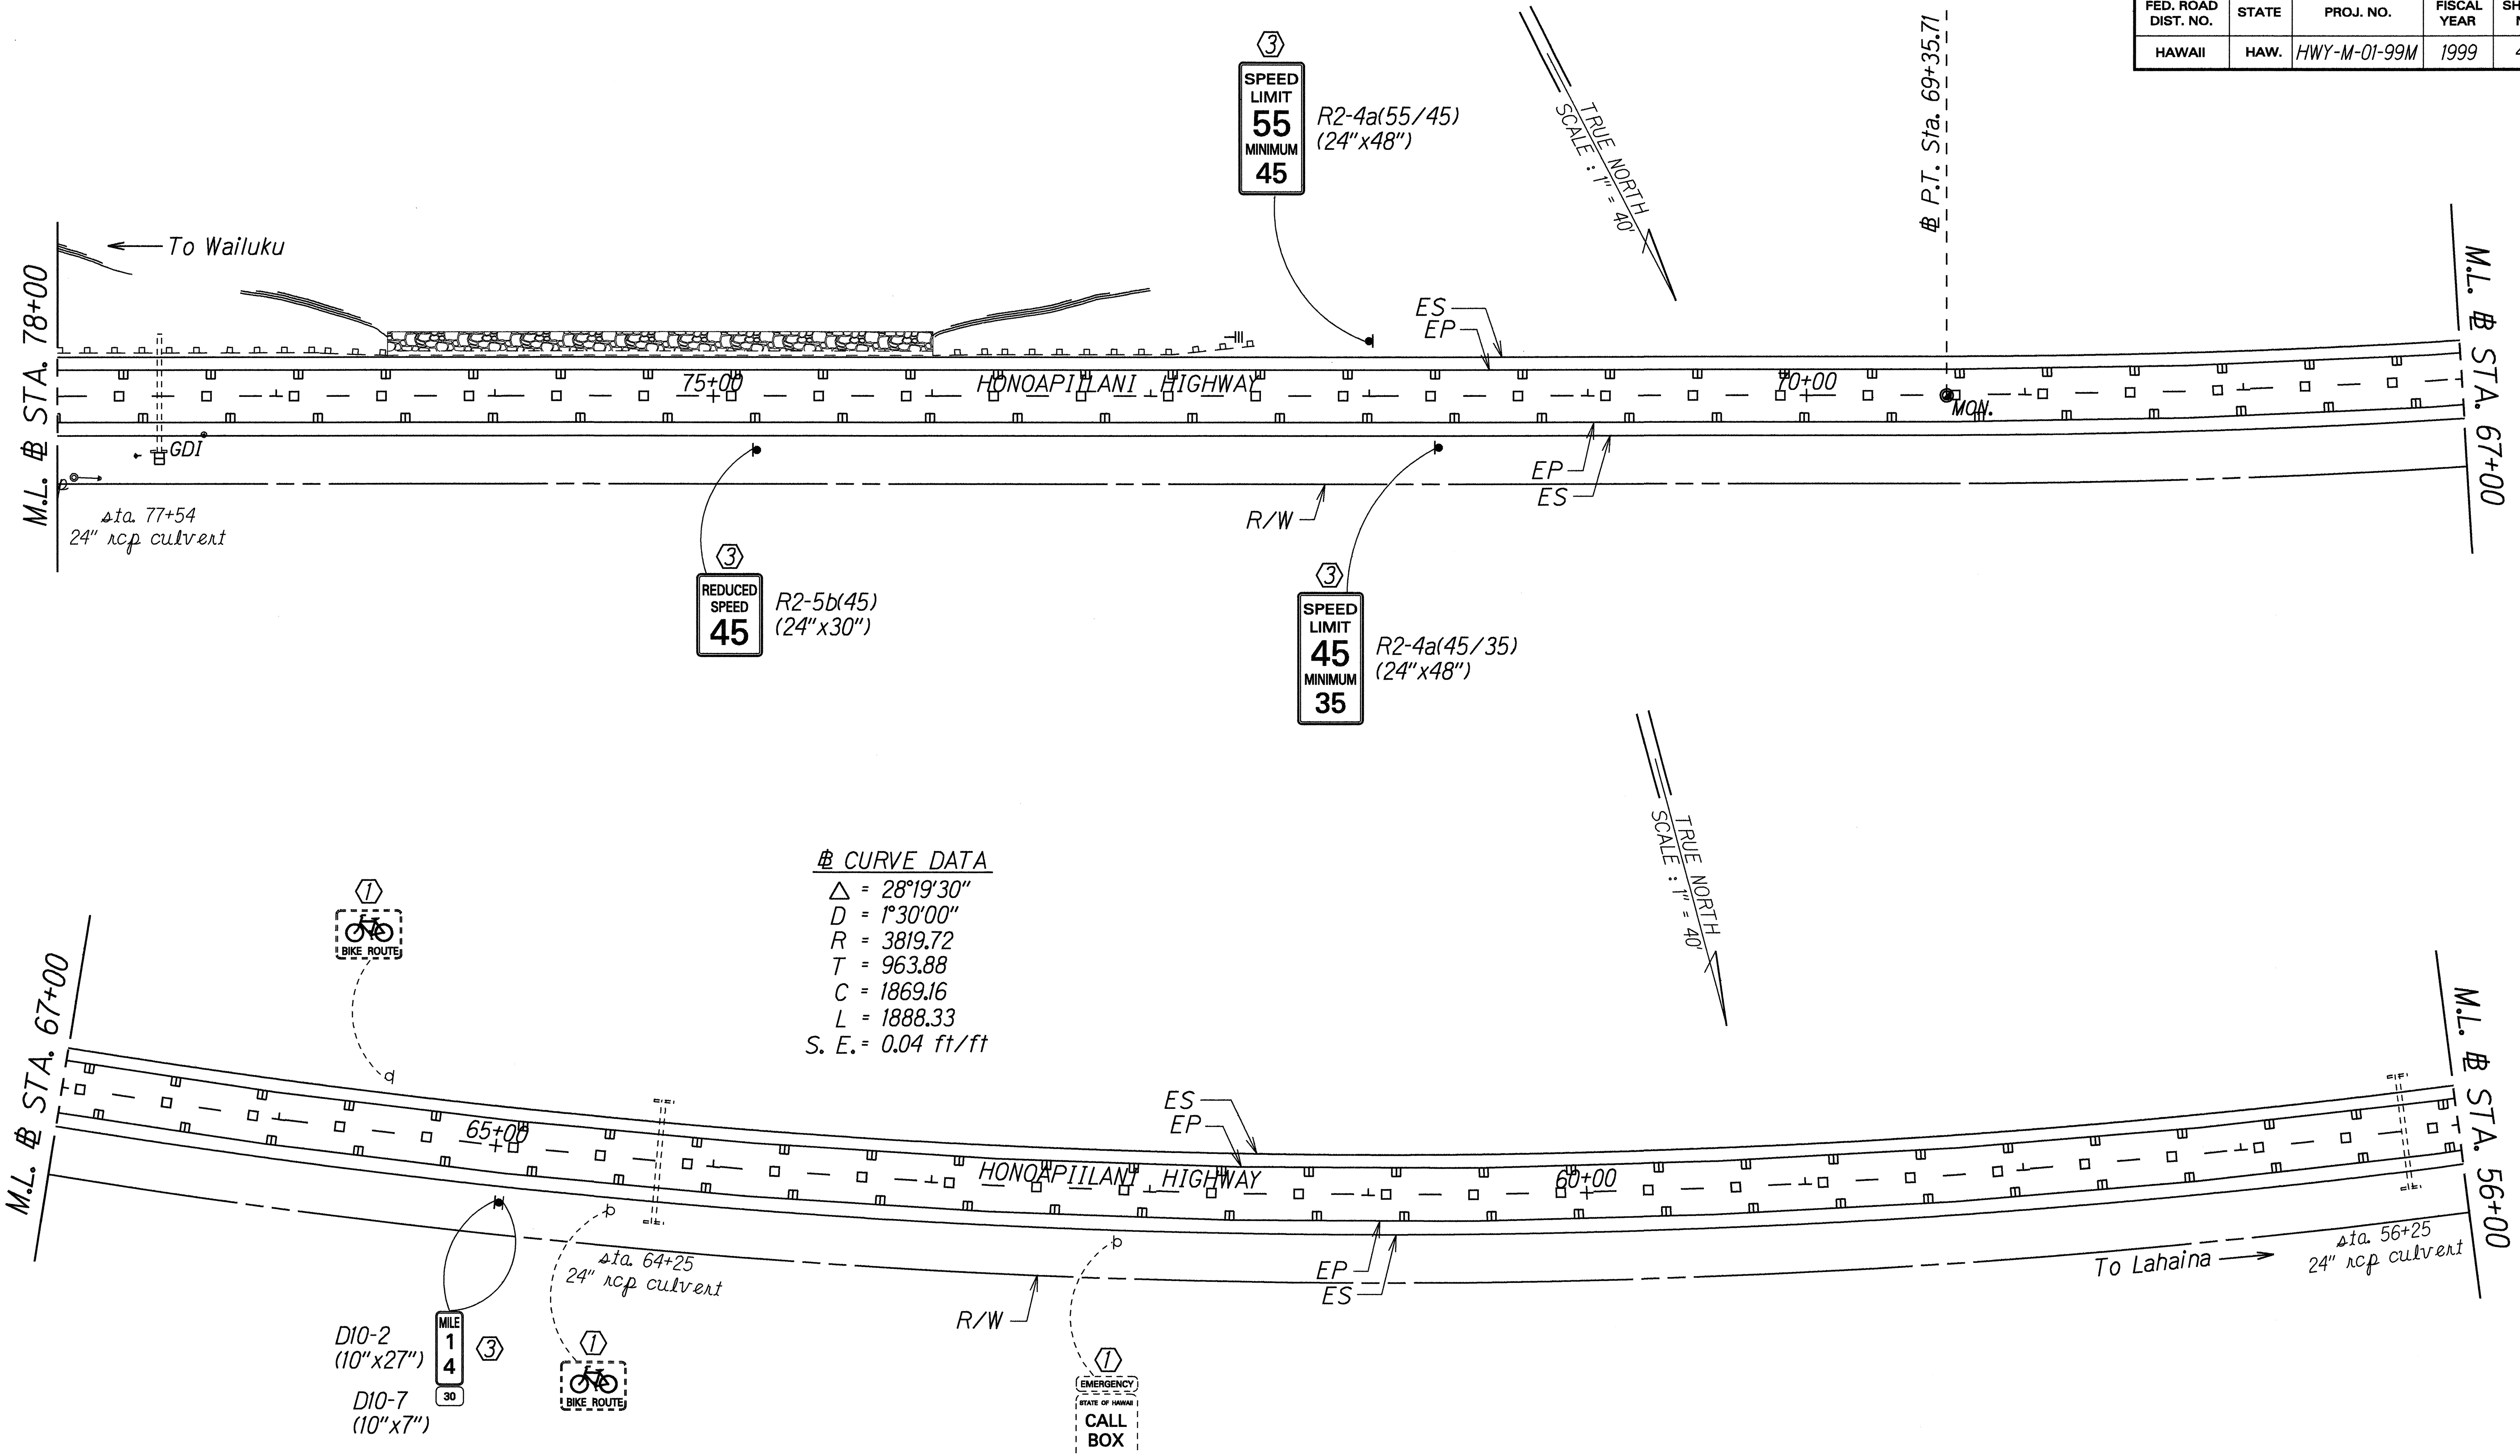 FED. ROAD DIST. NO.
STATE
PROJ. NO.
FISCAL YEAR
HAWAII
HAW.
HWY-M-01-99M
1999
3
SPEED
LIMIT
55
MINIMUM
45
R2-4a(55/45)
(24"x48")
TRUE NORTH
SCALE : 1" = 40'
P.T. Sta. 69+35.71
To Wailuku
M.L. STA. 78+00
ES
EP
75+00
HONOAPIILANI HIGHWAY
70+00
MON.
M.L. STA. 67+00
GDI
sta. 77+54
24" rcp culvert
EP
ES
R/W
3
REDUCED
SPEED
45
R2-5b(45)
(24"x30")
3
SPEED
LIMIT
45
MINIMUM
35
R2-4a(45/35)
(24"x48")
TRUE NORTH
SCALE : 1" = 40'
CURVE DATA
△ = 28°19'30"
D = 1°30'00"
R = 3819.72
T = 963.88
C = 1869.16
L = 1888.33
S. E. = 0.04 ft/ft
1
BIKE ROUTE
M.L. STA. 67+00
65+00
ES
EP
HONOAPIILANI HIGHWAY
60+00
M.L. STA. 56+00
sta. 64+25
24" rcp culvert
EP
ES
R/W
To Lahaina
sta. 56+25
24" rcp culvert
D10-2
(10"x27")
MILE
1
4
3
30
D10-7
(10"x7")
1
BIKE ROUTE
1
EMERGENCY
STATE OF HAWAII
CALL
BOX